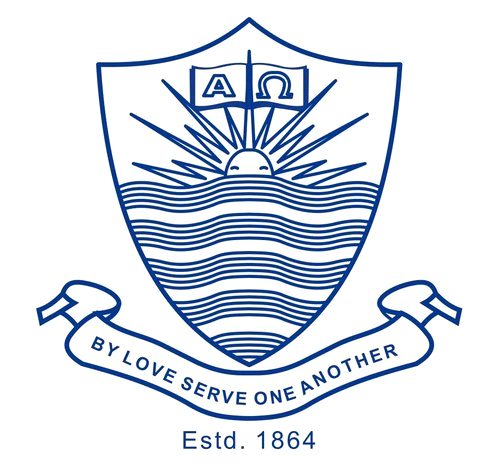 Α Ω
BY LOVE SERVE ONE ANOTHER
Estd. 1864